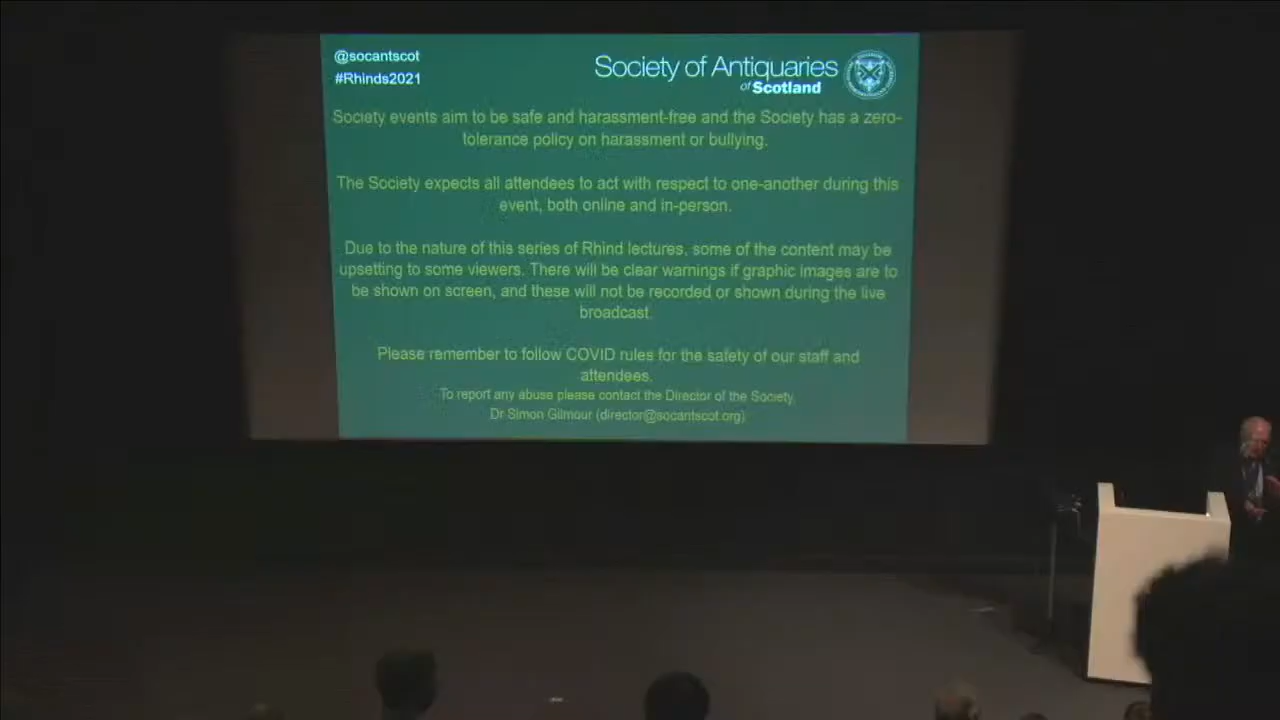 @socantscot
#Rhinds2021
Society of Antiquaries
of Scotland
Society events aim to be safe and harassment-free and the Society has a zero-
tolerance policy on harassment or bullying.
The Society expects all attendees to act with respect to one-another during this
event, both online and in-person.
Due to the nature of this series of Rhind lectures, some of the content may be
upsetting to some viewers. There will be clear warnings if graphic images are to
be shown on screen, and these will not be recorded or shown during the live
broadcast.
Please remember to follow COVID rules for the safety of our staff and
attendees.
To report any abuse please contact the Director of the Society,
Dr Simon Gilmour (director@socantscot.org)